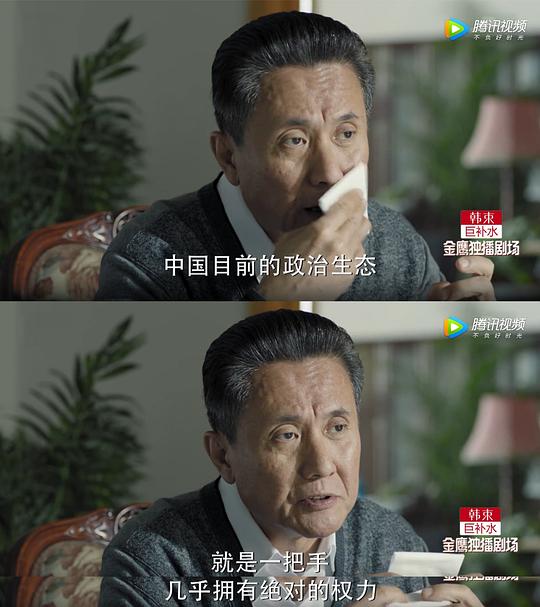 腾讯视频
不负好时光
韩束
巨补水
金鹰独播剧场
中国目前的政治生态
腾讯视频
不负好时光
韩束
巨补水
金鹰独播剧场
就是一把手
几乎拥有绝对的权力